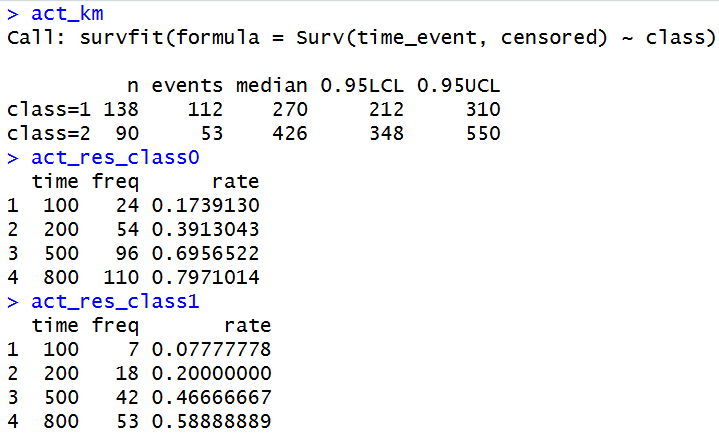 > act_km
Call: survfit(formula = Surv(time_event, censored) ~ class)
n events median 0.95LCL 0.95UCL
class=1 138 112 270 212 310
class=2 90 53 426 348 550
> act_res_class0
time freq rate
1 100 24 0.1739130
2 200 54 0.3913043
3 500 96 0.6956522
4 800 110 0.7971014
> act_res_class1
time freq rate
1 100 7 0.07777778
2 200 18 0.20000000
3 500 42 0.46666667
4 800 53 0.58888889